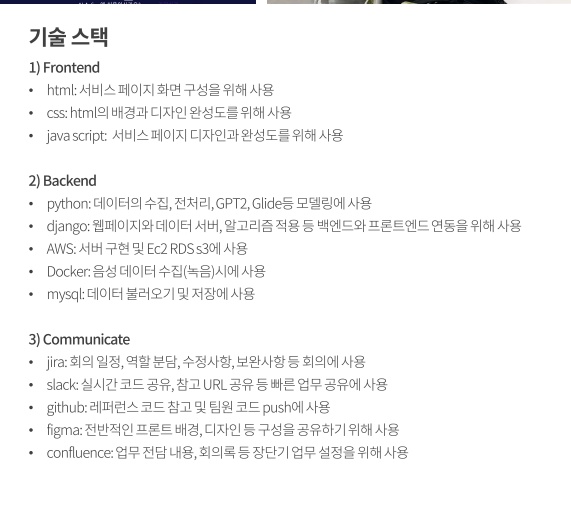 기술 스택
1) Frontend
• html: 서비스 페이지 화면 구성을 위해 사용
• css: html의 배경과 디자인 완성도를 위해 사용
• java script: 서비스 페이지 디자인과 완성도를 위해 사용
2) Backend
• python: 데이터의 수집, 전처리, GPT2, Glide등 모델링에 사용
• django: 웹페이지와 데이터 서버, 알고리즘 적용 등 백엔드와 프론트엔드 연동을 위해 사용
• AWS: 서버 구현 및 Ec2 RDS s3에 사용
• Docker: 음성 데이터 수집(녹음)시에 사용
• mysql: 데이터 불러오기 및 저장에 사용
3) Communicate
• jira: 회의 일정, 역할 분담, 수정사항, 보완사항 등 회의에 사용
• slack: 실시간 코드 공유, 참고 URL 공유 등 빠른 업무 공유에 사용
• github: 레퍼런스 코드 참고 및 팀원 코드 push에 사용
• figma: 전반적인 프론트 배경, 디자인 등 구성을 공유하기 위해 사용
• confluence: 업무 전담 내용, 회의록 등 장단기 업무 설정을 위해 사용